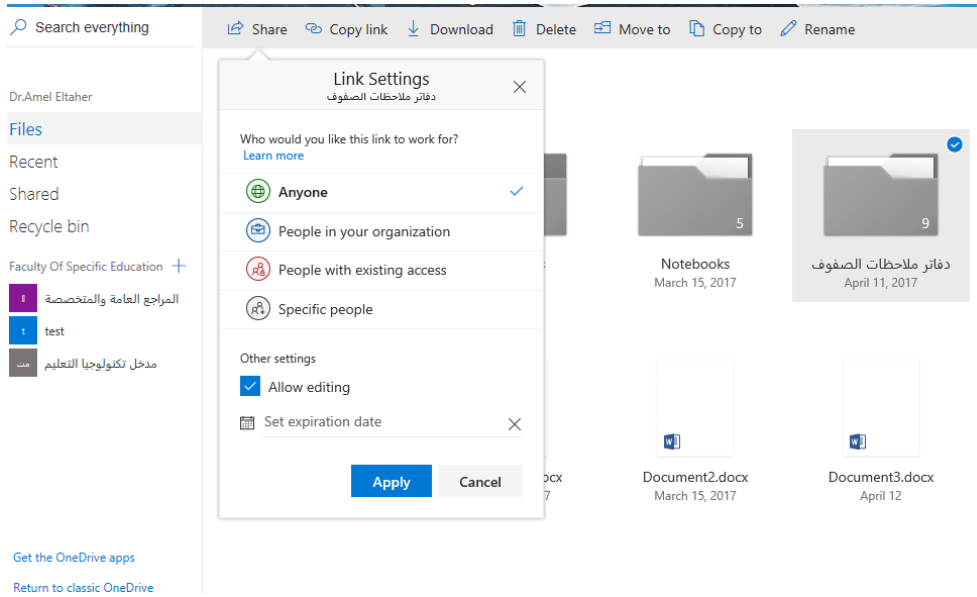 Search everything
Share Copy link Download Delete Move to Copy to Rename
Dr.Amel Eltaher
Files
Recent
Shared
Recycle bin
Faculty Of Specific Education
المراجع العامة والمتخصصة
t test
مت مدخل تكنولوجيا التعليم
Get the OneDrive apps
Return to classic OneDrive
Link Settings
دفاتر ملاحظات الصفوف
Who would you like this link to work for?
Learn more
Anyone
People in your organization
People with existing access
Specific people
Other settings
Allow editing
Set expiration date
Apply Cancel
5
Notebooks
March 15, 2017
9
دفاتر ملاحظات الصفوف
April 11, 2017
W
Document2.docx
March 15, 2017
W
Document3.docx
April 12